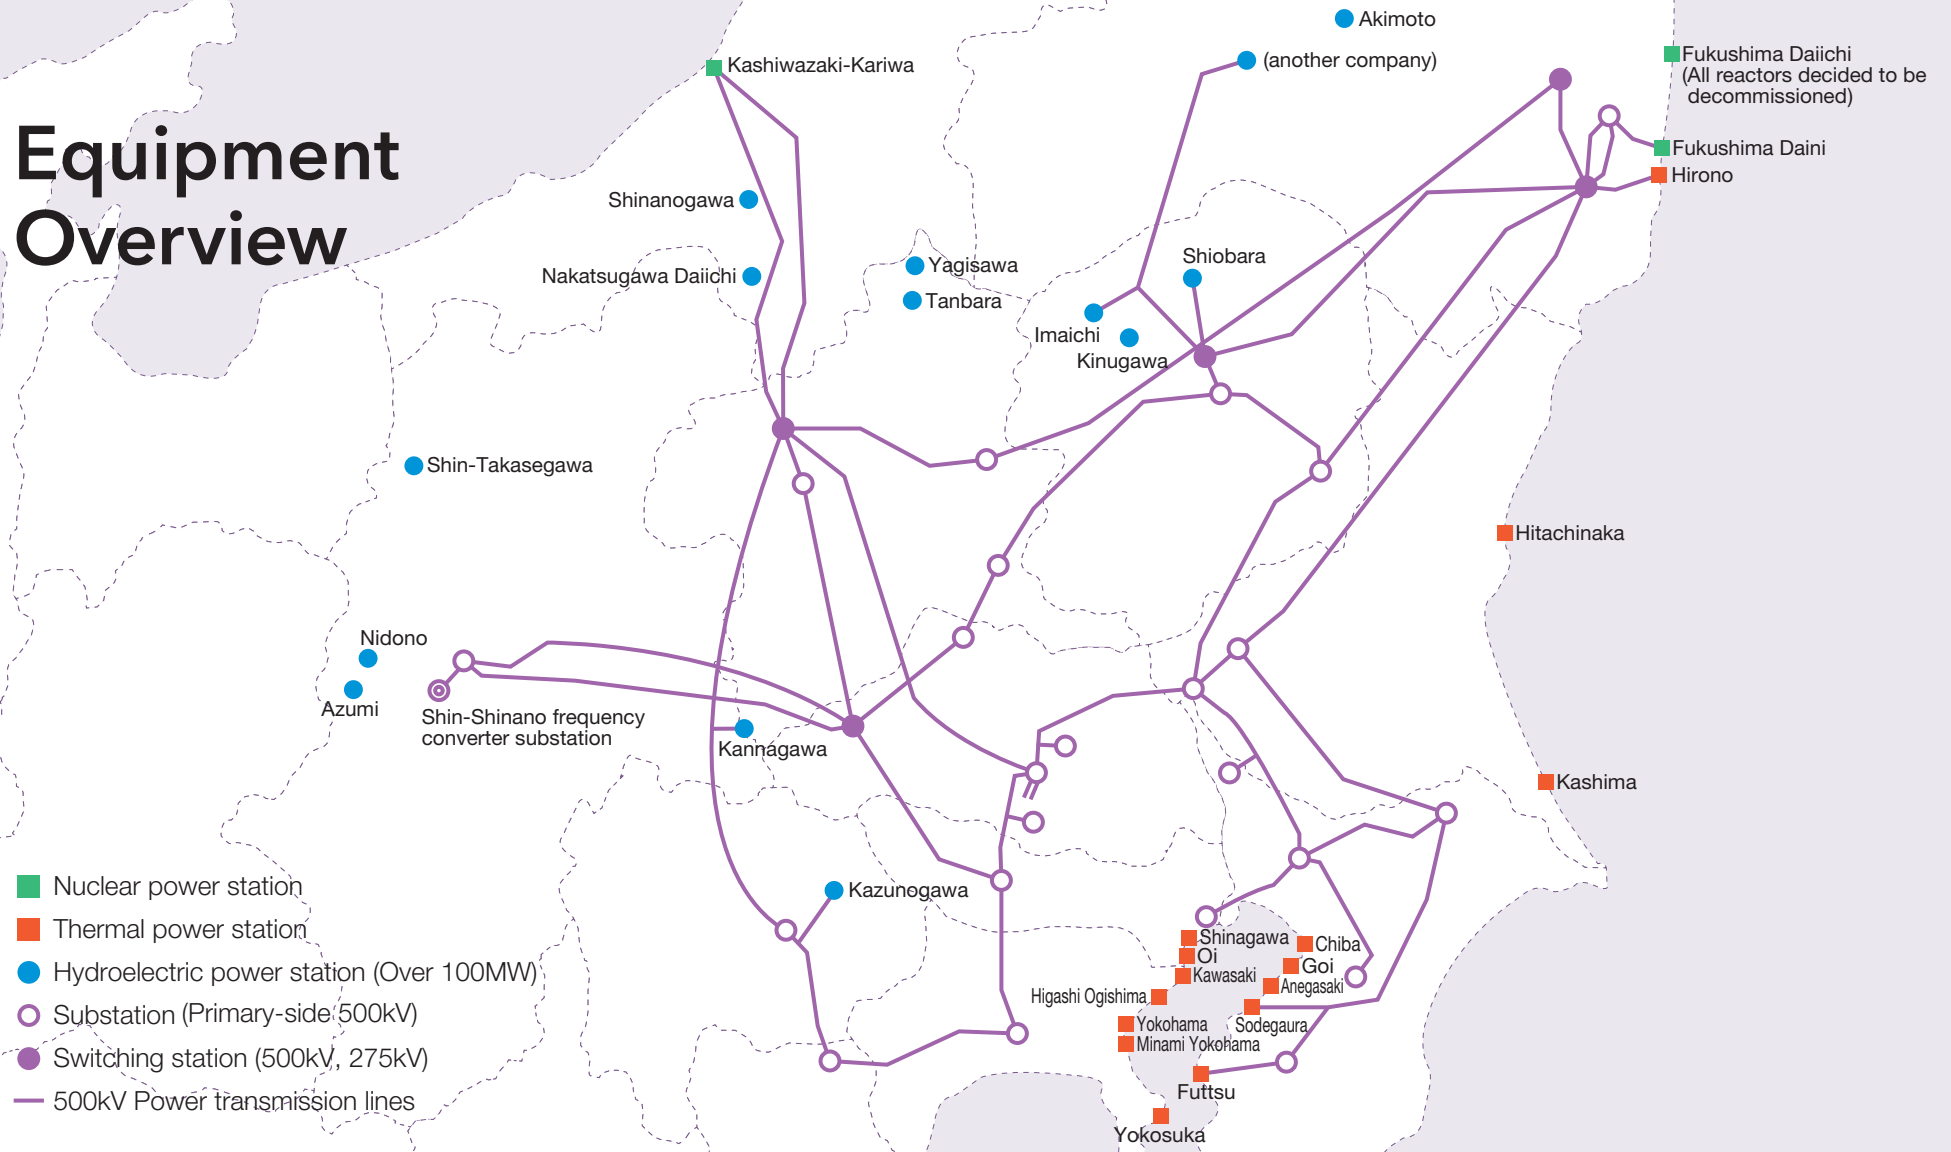 Equipment
Overview
Akimoto
(another company)
Kashiwazaki-Kariwa
Fukushima Daiichi
(All reactors decided to be
decommissioned)
Fukushima Daini
Hirono
Shinanogawa
Nakatsugawa Daiichi
Yagisawa
Tanbara
Shiobara
Imaichi
Kinugawa
Shin-Takasegawa
Hitachinaka
Nidono
Azumi
Shin-Shinano frequency
converter substation
Kannagawa
Kashima
Kazunogawa
Shinagawa
Oi
Kawasaki
Higashi Ogishima
Yokohama
Minami Yokohama
Chiba
Goi
Anegasaki
Sodegaura
Futtsu
Yokosuka
Nuclear power station
Thermal power station
Hydroelectric power station (Over 100MW)
Substation (Primary-side 500kV)
Switching station (500kV, 275kV)
500kV Power transmission lines